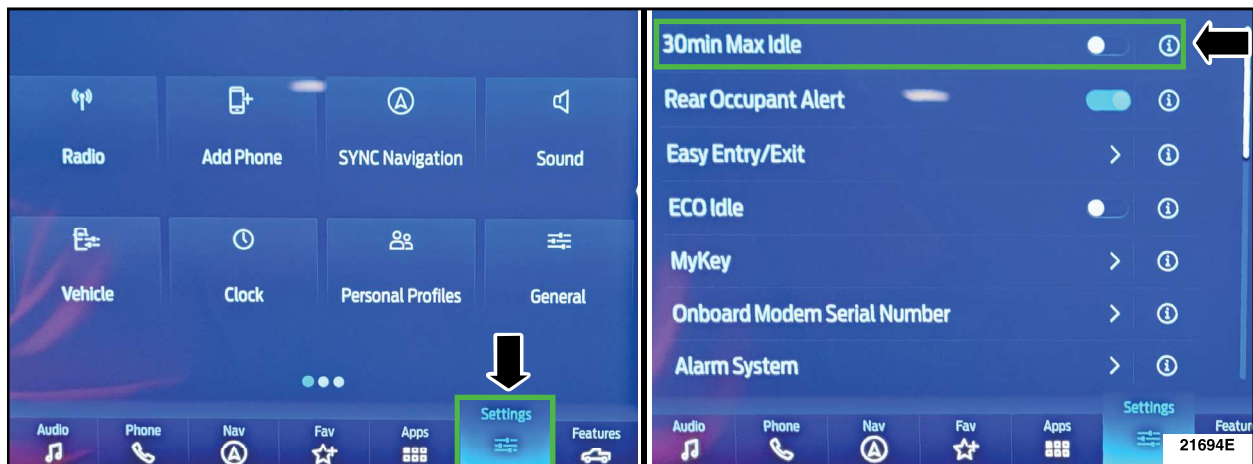 Radio
Add Phone
SYNC Navigation
Sound
Vehicle
Clock
Personal Profiles
General
Audio
Phone
Nav
Fav
Apps
Settings
Features
30min Max Idle
Rear Occupant Alert
Easy Entry/Exit
ECO Idle
MyKey
Onboard Modem Serial Number
Alarm System
Audio
Phone
Nav
Fav
Apps
Settings
Featur
21694E